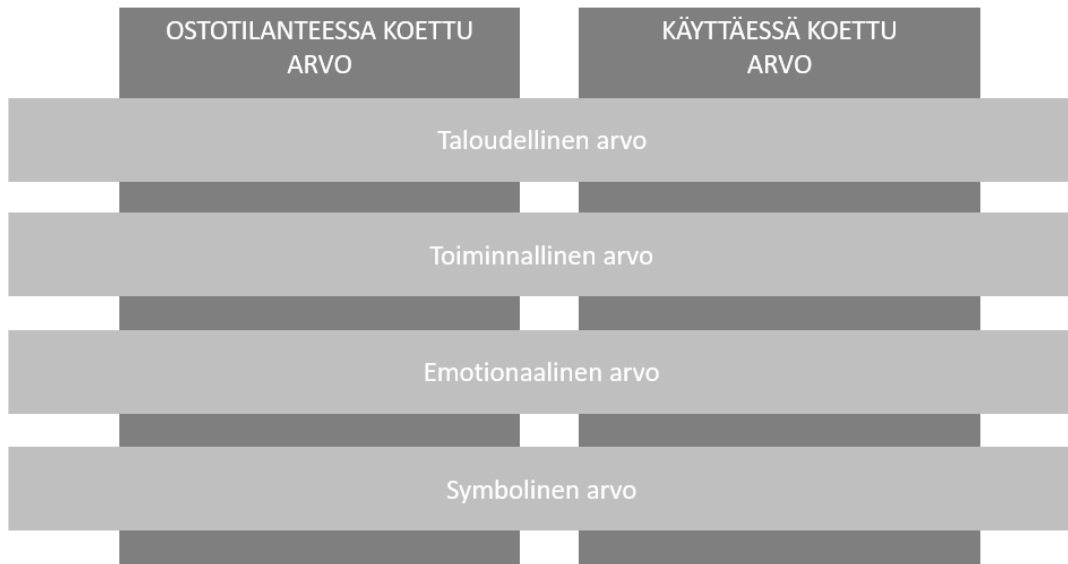 OSTOTILANTEESSA KOETTU
ARVO
KÄYTTÄESSÄ KOETTU
ARVO
Taloudellinen arvo
Toiminnallinen arvo
Emotionaalinen arvo
Symbolinen arvo